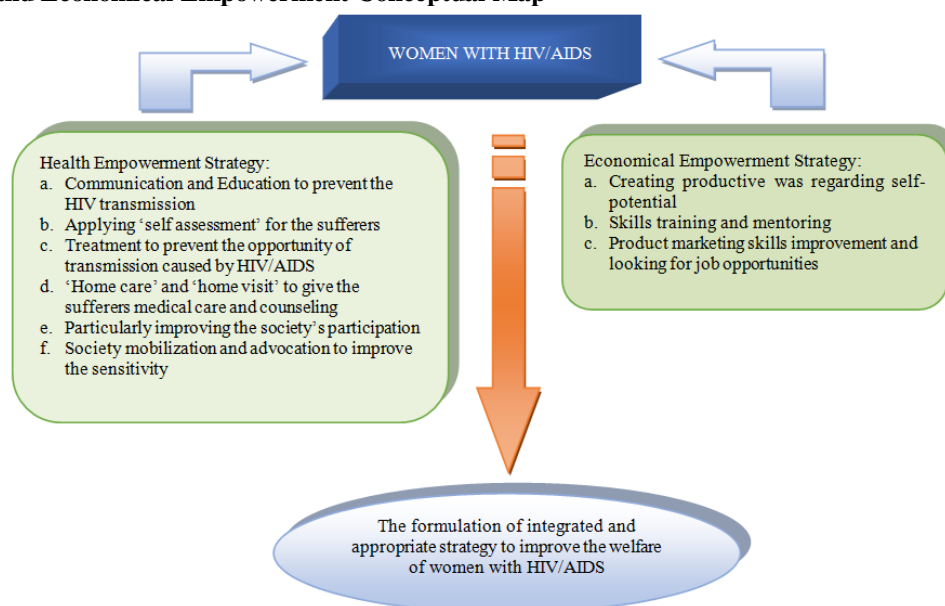 and Economical Empowerment Conceptual Map
WOMEN WITH HIV/AIDS
Health Empowerment Strategy:
a. Communication and Education to prevent the
HIV transmission
b. Applying ‘self assessment’ for the sufferers
c. Treatment to prevent the opportunity of
transmission caused by HIV/AIDS
d. ‘Home care’ and ‘home visit’ to give the
sufferers medical care and counseling
e. Particularly improving the society’s participation
f. Society mobilization and advocation to improve
the sensitivity
Economical Empowerment Strategy:
a. Creating productive was regarding self-
potential
b. Skills training and mentoring
c. Product marketing skills improvement and
looking for job opportunities
The formulation of integrated and
appropriate strategy to improve the welfare
of women with HIV/AIDS